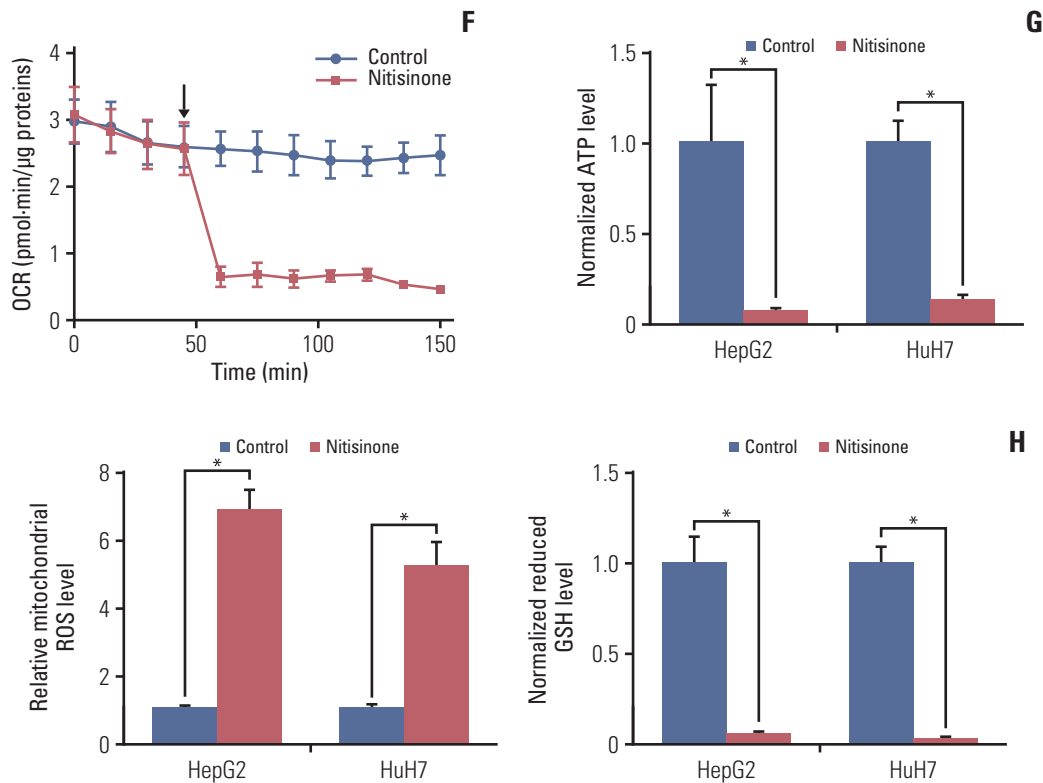 F
Control
Nitisinone
OCR (pmol·min/µg proteins)
4
3
2
1
0
0
50
100
150
Time (min)
G
Control
Nitisinone
Normalized ATP level
1.5
1.0
0.5
0
*
*
HepG2
HuH7
Control
Nitisinone
Relative mitochondrial
ROS level
8
6
4
2
0
*
*
HepG2
HuH7
H
Control
Nitisinone
Normalized reduced
GSH level
1.5
1.0
0.5
0
*
*
HepG2
HuH7